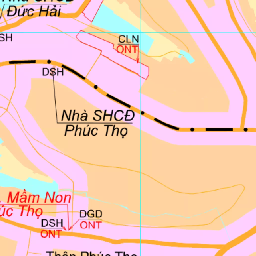 Đức Hải
SH
CLN
ONT
DSH
Nhà SHCĐ
Phúc Thọ
Mầm Non
úc Thọ
DGD
DSH
ONT
ONT
Thôn Phúc Thọ